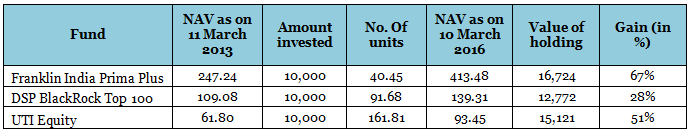 Fund NAV as on 11 March 2013 Amount invested No. Of units NAV as on 10 March 2016 Value of holding Gain (in %)
Franklin India Prima Plus 247.24 10,000 40.45 413.48 16,724 67%
DSP BlackRock Top 100 109.08 10,000 91.68 139.31 12,772 28%
UTI Equity 61.80 10,000 161.81 93.45 15,121 51%